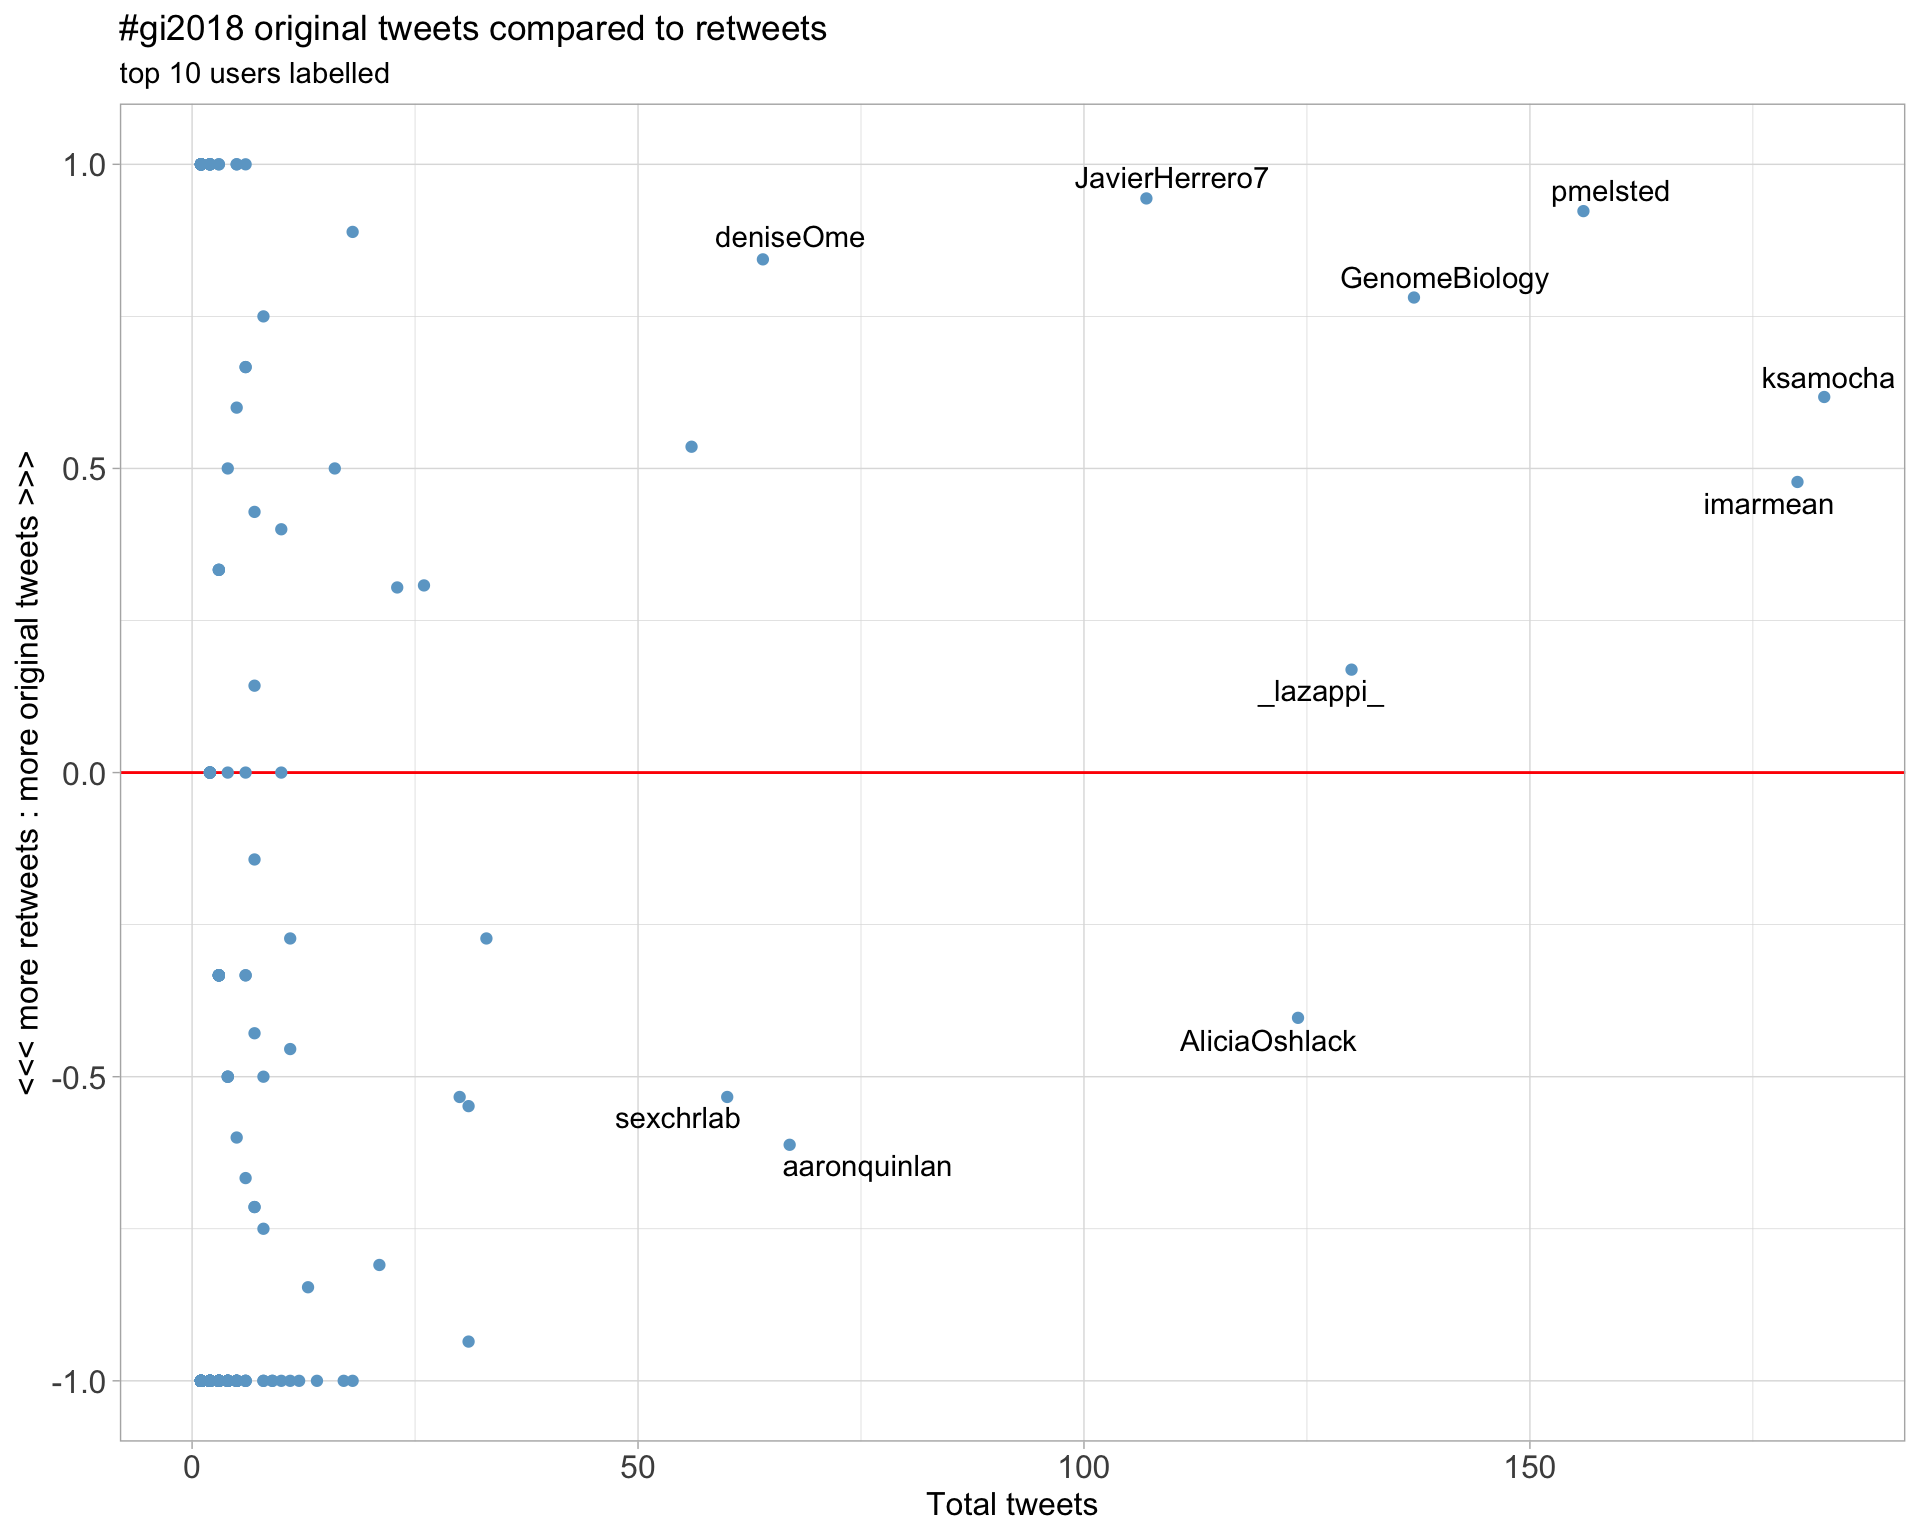 #gi2018 original tweets compared to retweets
top 10 users labelled
<<< more retweets : more original tweets >>>
1.0
0.5
0.0
-0.5
-1.0
JavierHerrero7
pmelsted
deniseOme
GenomeBiology
ksamocha
imarmean
_lazappi_
AliciaOshlack
sexchrlab
aaronquinlan
0 50 100 150
Total tweets